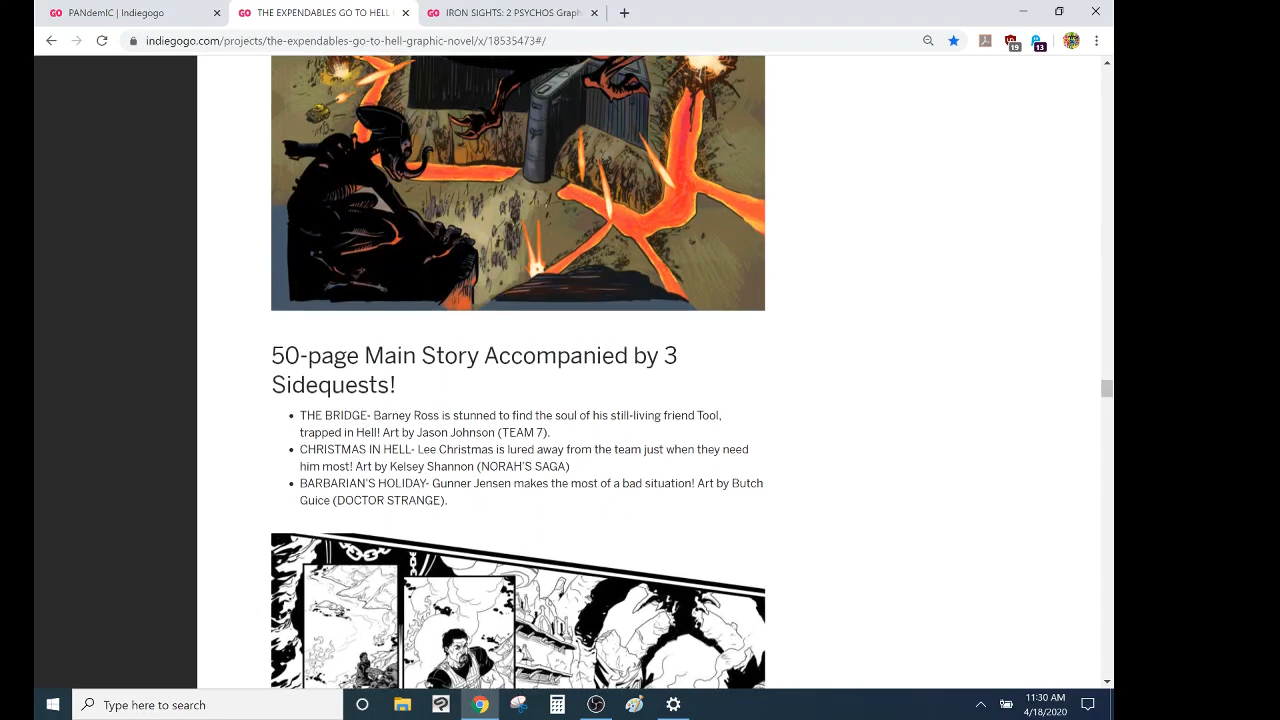 GO PANdemIC | Indiegogo
GO THE EXPENDABLES GO TO HELL G
GO IRON SIGHTS: 2 PSYCHOS Graph
indiegogo.com/projects/the-expendables-go-to-hell-graphic-novel/x/18535473#/
19
13
50-page Main Story Accompanied by 3
Sidequests!
• THE BRIDGE- Barney Ross is stunned to find the soul of his still-living friend Tool,
trapped in Hell! Art by Jason Johnson (TEAM 7).
• CHRISTMAS IN HELL- Lee Christmas is lured away from the team just when they need
him most! Art by Kelsey Shannon (NORAH'S SAGA)
• BARBARIAN'S HOLIDAY- Gunner Jensen makes the most of a bad situation! Art by Butch
Guice (DOCTOR STRANGE).
Type here to search
11:30 AM
4/18/2020